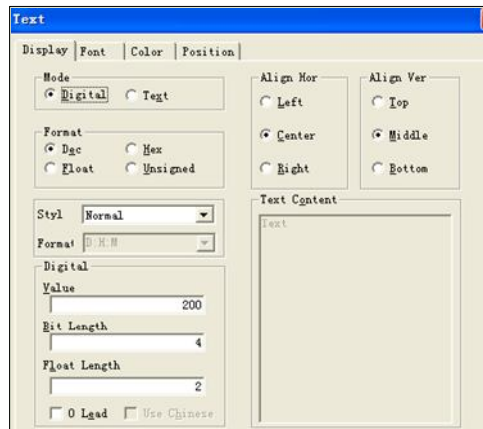 Text
Display Font Color Position
Mode
Digital Text
Format
Dec Hex
Float Unsigned
Styl Normal
Format D:H:M
Digital
Value
200
Bit Length
4
Float Length
2
0 Lead Use Chinese
Align Hor
Left
Center
Right
Align Ver
Top
Middle
Bottom
Text Content
Text